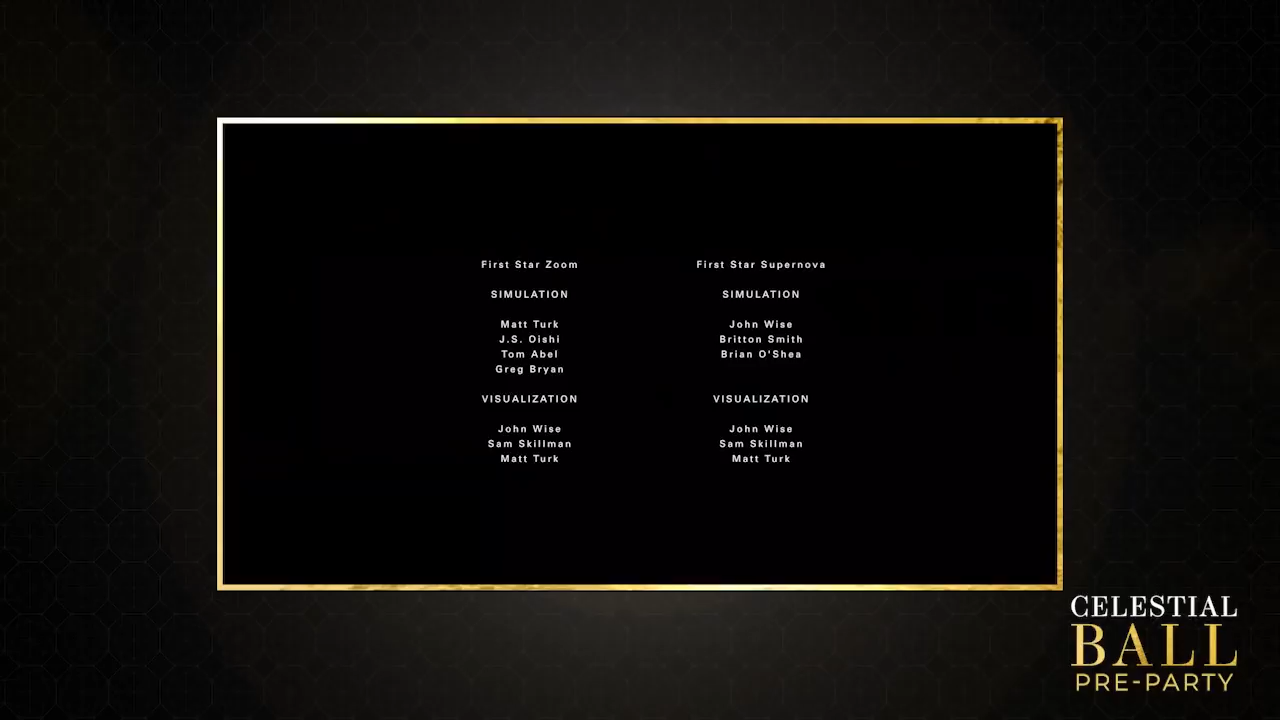 First Star Zoom
SIMULATION
Matt Turk
J.S. Oishi
Tom Abel
Greg Bryan
VISUALIZATION
John Wise
Sam Skillman
Matt Turk
First Star Supernova
SIMULATION
John Wise
Britton Smith
Brian O'Shea
VISUALIZATION
John Wise
Sam Skillman
Matt Turk
CELESTIAL
BALL
PRE-PARTY